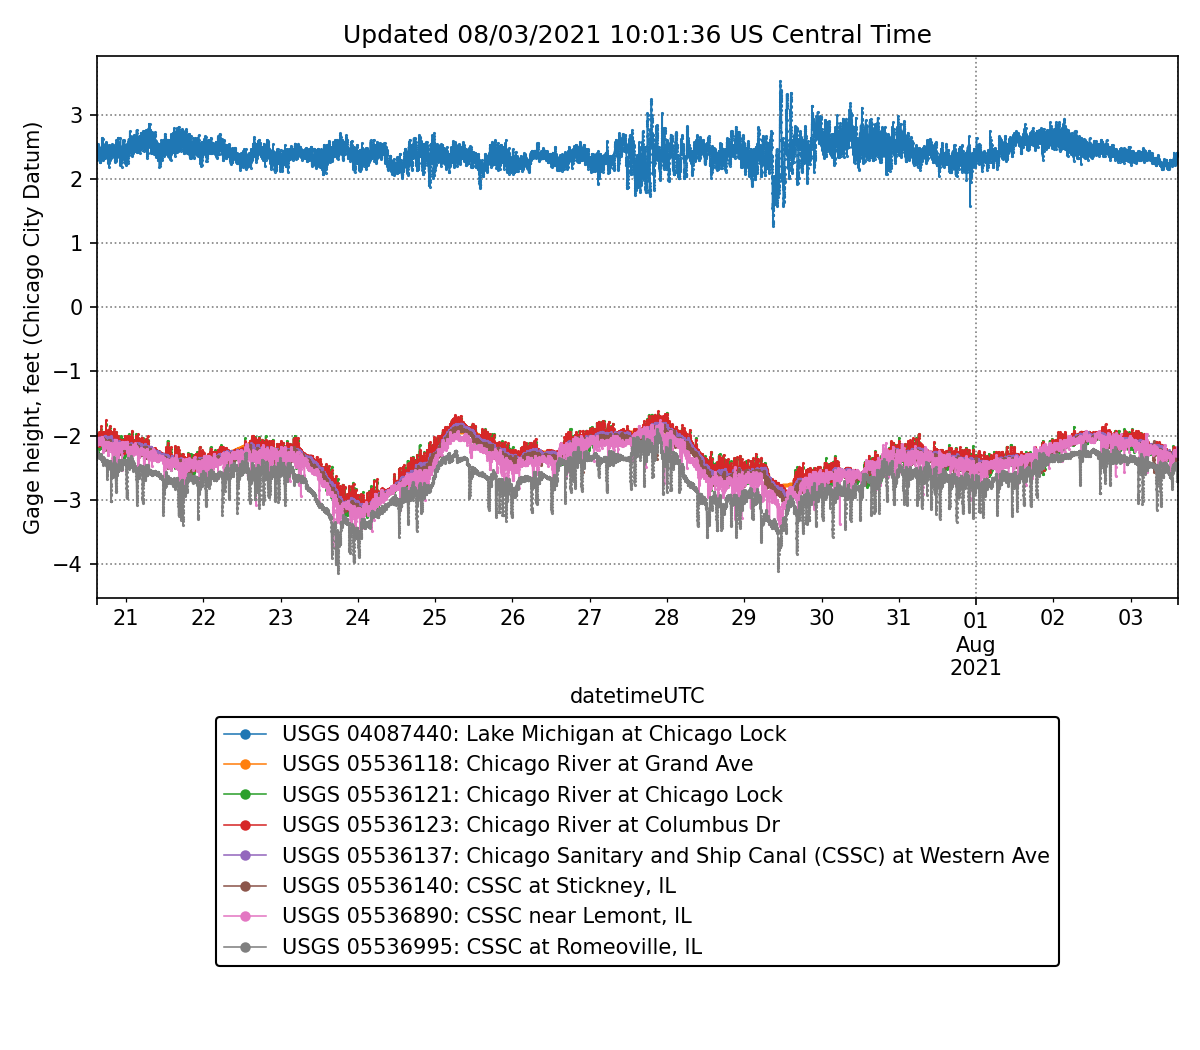 Updated 08/03/2021 10:01:36 US Central Time
Gage height, feet (Chicago City Datum)
3
2
1
0
−1
−2
−3
−4
21 22 23 24 25 26 27 28 29 30 31 01 02 03
Aug
2021
datetimeUTC
USGS 04087440: Lake Michigan at Chicago Lock
USGS 05536118: Chicago River at Grand Ave
USGS 05536121: Chicago River at Chicago Lock
USGS 05536123: Chicago River at Columbus Dr
USGS 05536137: Chicago Sanitary and Ship Canal (CSSC) at Western Ave
USGS 05536140: CSSC at Stickney, IL
USGS 05536890: CSSC near Lemont, IL
USGS 05536995: CSSC at Romeoville, IL